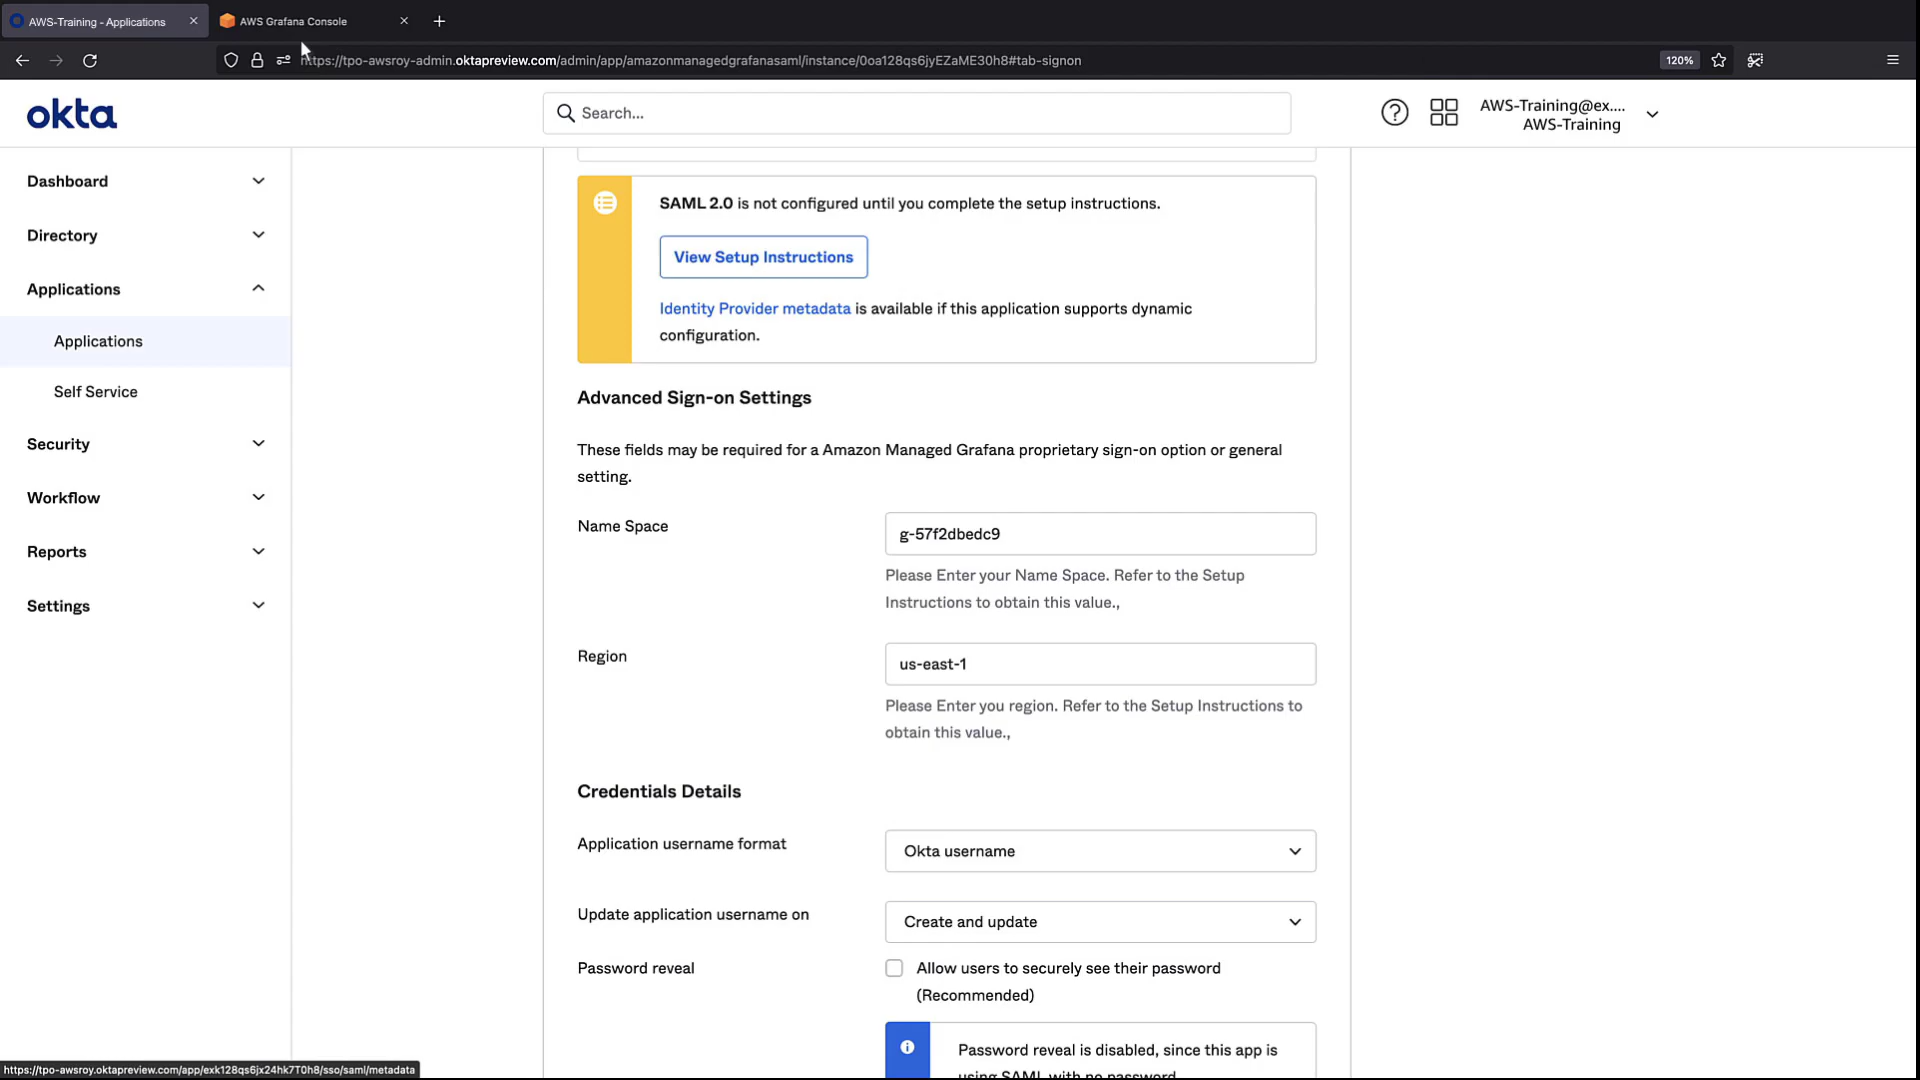 AWS-Training - Applications
AWS Grafana Console
https://tpo-awsroy-admin.oktapreview.com/admin/app/amazonmanagedgrafanasaml/instance/0oa128qs6jyEZaME30h8#tab-signon
120%
okta
Search...
AWS-Training@ex....
AWS-Training
Dashboard
Directory
Applications
Applications
Self Service
Security
Workflow
Reports
Settings
SAML 2.0 is not configured until you complete the setup instructions.
View Setup Instructions
Identity Provider metadata is available if this application supports dynamic
configuration.
Advanced Sign-on Settings
These fields may be required for a Amazon Managed Grafana proprietary sign-on option or general
setting.
Name Space
g-57f2dbedc9
Please Enter your Name Space. Refer to the Setup
Instructions to obtain this value.,
Region
us-east-1
Please Enter you region. Refer to the Setup Instructions to
obtain this value.,
Credentials Details
Application username format
Okta username
Update application username on
Create and update
Password reveal
Allow users to securely see their password
(Recommended)
Password reveal is disabled, since this app is
using SAML with no password.
https://tpo-awsroy.oktapreview.com/app/exk128qs6jx24hk7T0h8/sso/saml/metadata